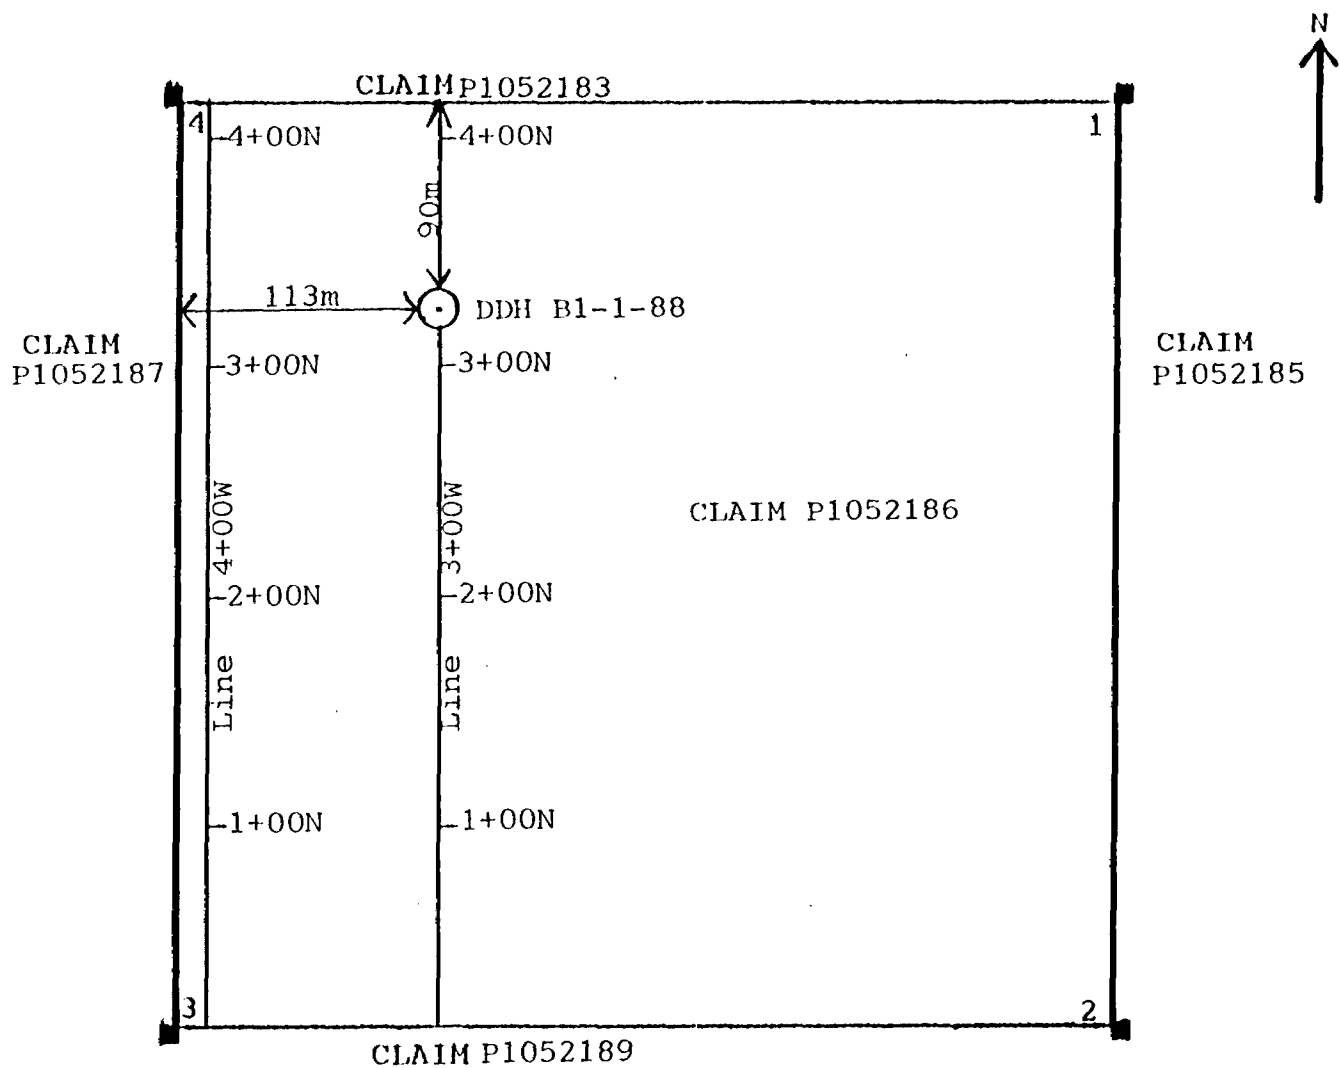 N
CLAIM P1052183
4
1
4+00N
4+00N
90m
113m
DDH B1-1-88
CLAIM
P1052187
3+00N
3+00N
CLAIM
P1052185
CLAIM P1052186
Line 4+00W
Line 3+00W
2+00N
2+00N
1+00N
1+00N
3
2
CLAIM P1052189